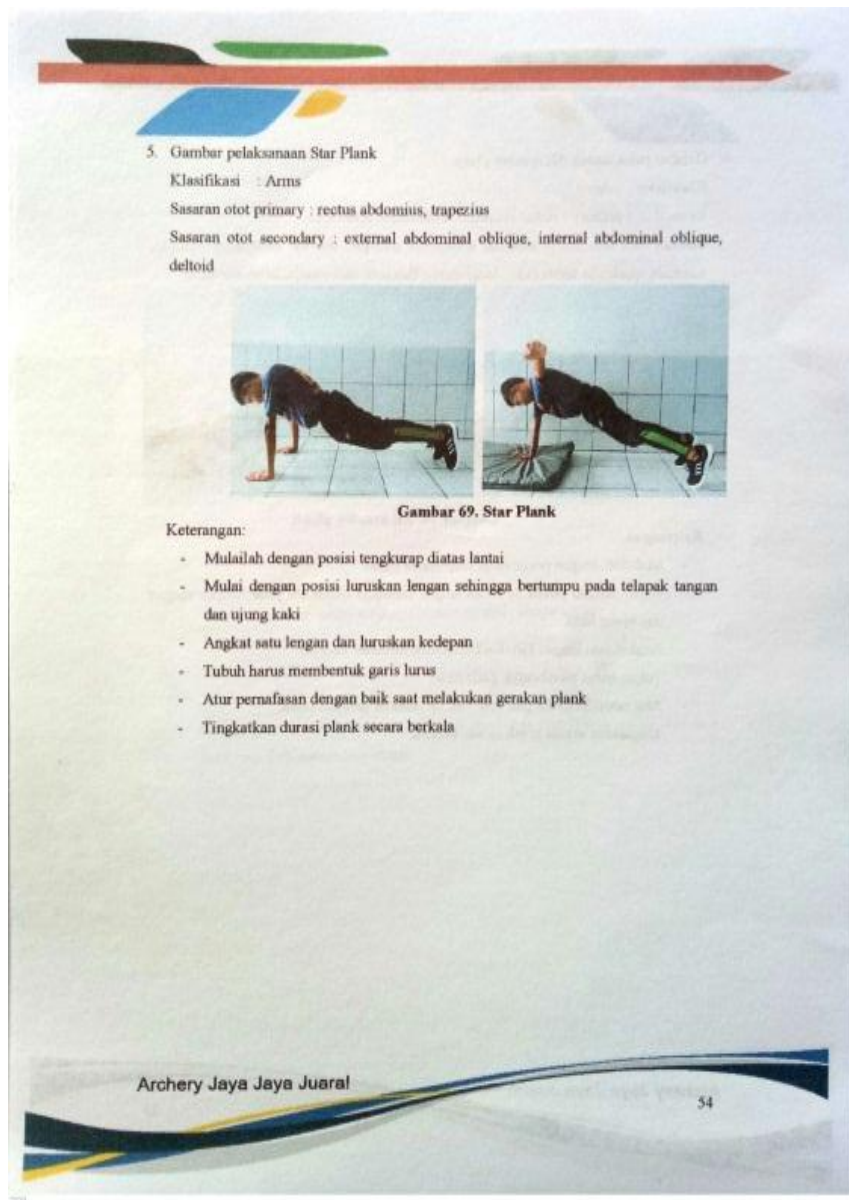 5. Gambar pelaksanaan Star Plank
Klasifikasi : Arms
Sasaran otot primary : rectus abdomius, trapezius
Sasaran otot secondary : external abdominal oblique, internal abdominal oblique,
deltoid
Gambar 69. Star Plank
Keterangan:
- Mulailah dengan posisi tengkurap diatas lantai
- Mulai dengan posisi luruskan lengan sehingga bertumpu pada telapak tangan
dan ujung kaki
- Angkat satu lengan dan luruskan kedepan
- Tubuh harus membentuk garis lurus
- Atur pernafasan dengan baik saat melakukan gerakan plank
- Tingkatkan durasi plank secara berkala
Archery Jaya Jaya Juara!
54